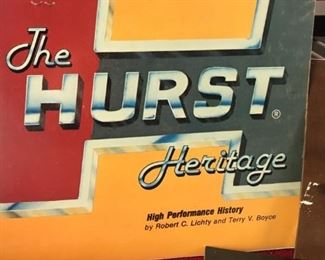 The
HURST®
Heritage
High Performance History
by Robert C. Lichty and Terry V. Boyce